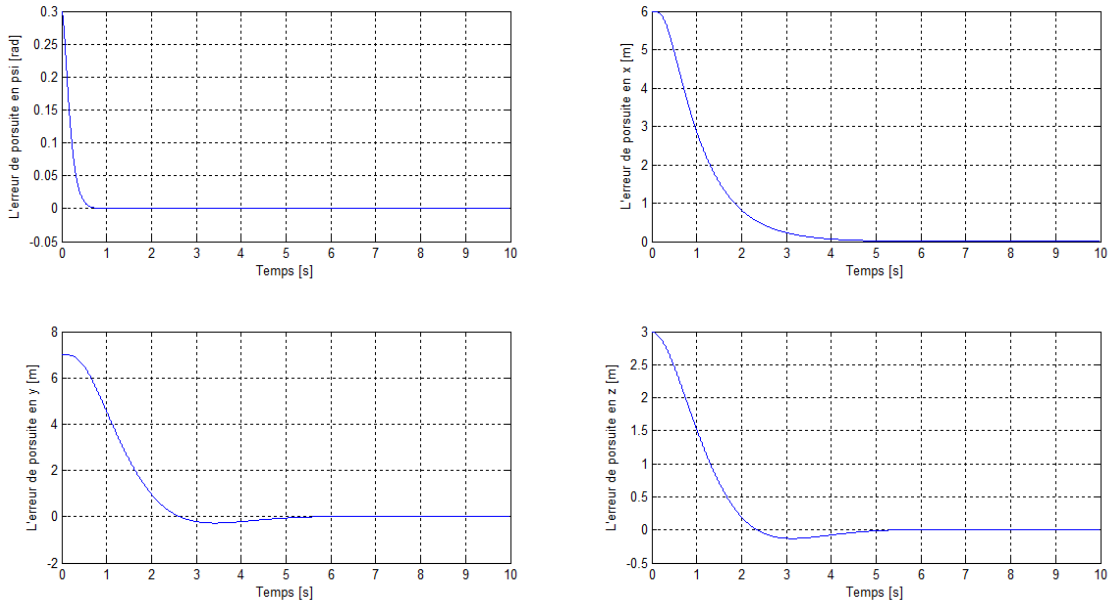 L'erreur de porsuite en psi [rad]
0.3
0.25
0.2
0.15
0.1
0.05
0
-0.05
0 1 2 3 4 5 6 7 8 9 10
Temps [s]
L'erreur de porsuite en x [m]
6
5
4
3
2
1
0
0 1 2 3 4 5 6 7 8 9 10
Temps [s]
L'erreur de porsuite en y [m]
8
6
4
2
0
-2
0 1 2 3 4 5 6 7 8 9 10
Temps [s]
L'erreur de porsuite en z [m]
3
2.5
2
1.5
1
0.5
0
-0.5
0 1 2 3 4 5 6 7 8 9 10
Temps [s]